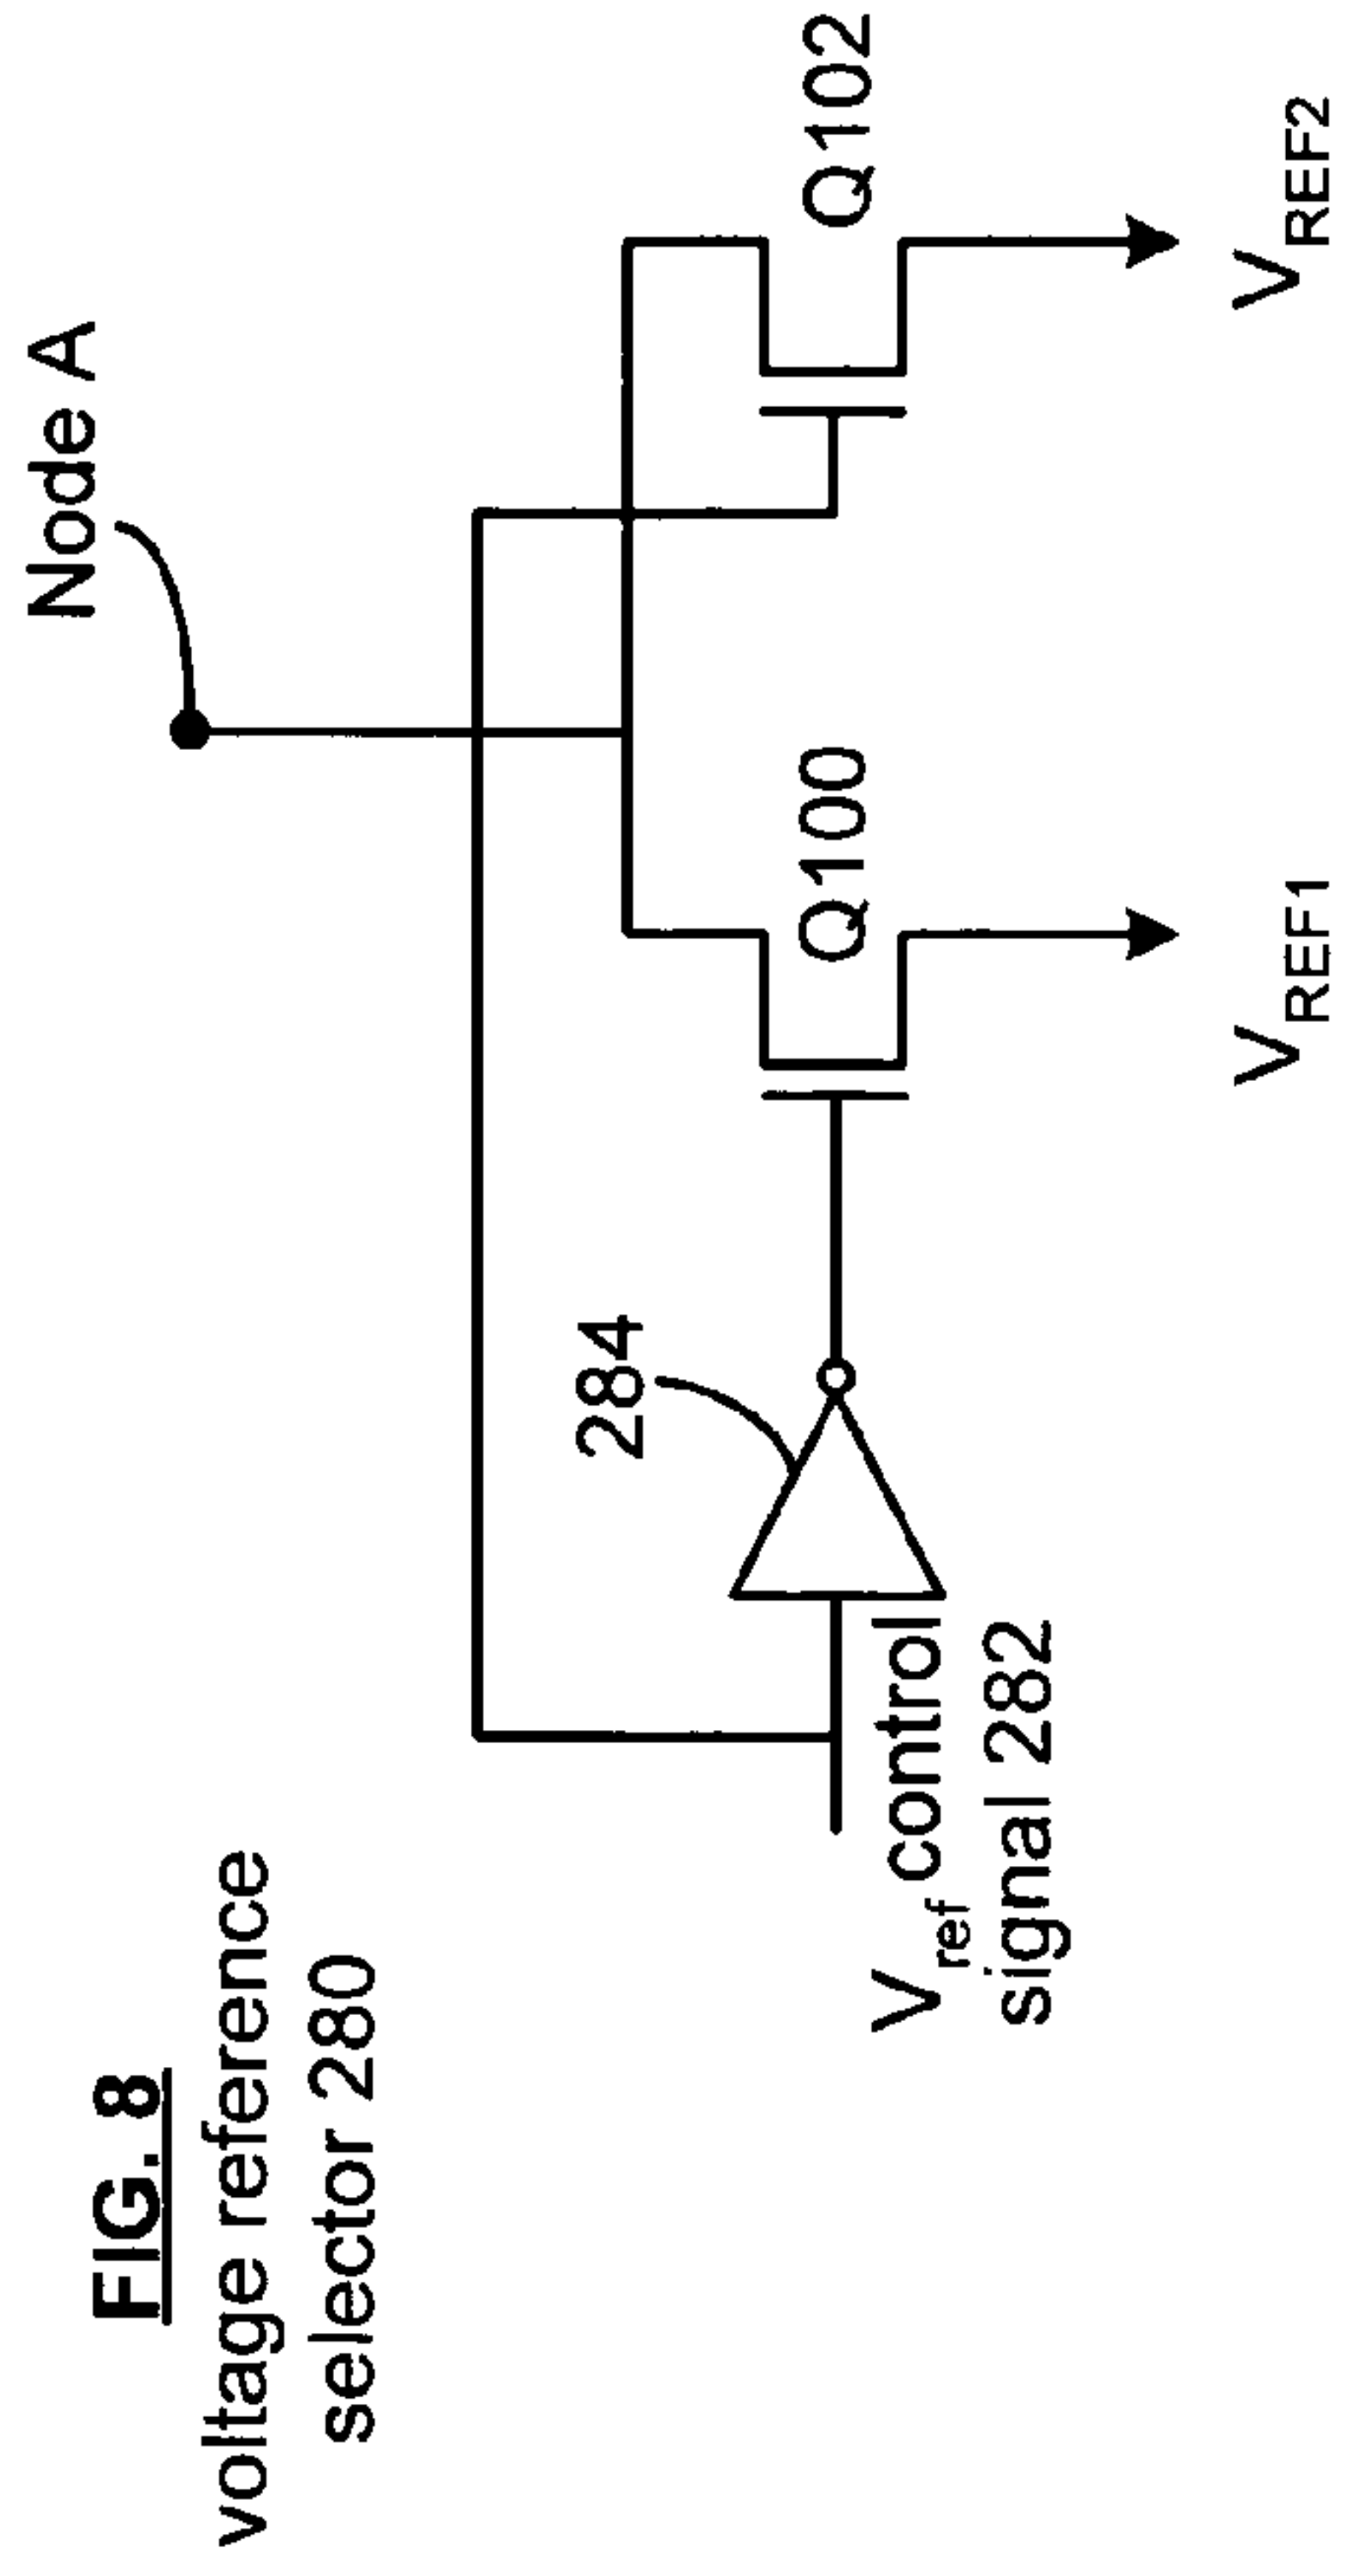 FIG. 8
voltage reference
selector 280
Node A
284
Q100
Q102
Vref control
signal 282
VREF1
VREF2